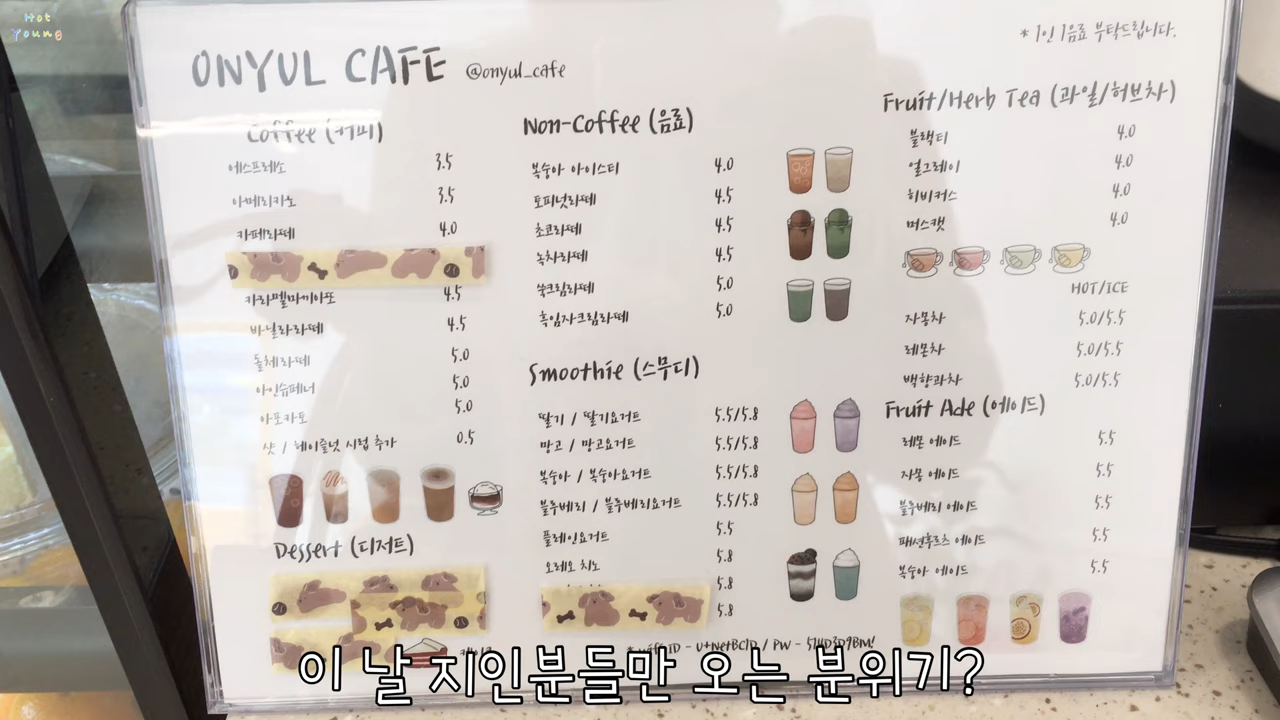 Hot
Young
* 1인 1음료 부탁드립니다.
ONYUL CAFE @onyul_cafe
Coffee (커피)
에스프레소 3.5
아메리카노 3.5
카페라떼 4.0
카라멜마끼아또 4.5
바닐라라떼 4.5
돌체라떼 5.0
아인슈페너 5.0
아포카토 5.0
샷 / 헤이즐넛 시럽 추가 0.5
Dessert (디저트)
Non-Coffee (음료)
복숭아 아이스티 4.0
토피넛라떼 4.5
초코라떼 4.5
녹차라떼 4.5
쑥크림라떼 5.0
흑임자크림라떼 5.0
Smoothie (스무디)
딸기 / 딸기요거트 5.5/5.8
망고 / 망고요거트 5.5/5.8
복숭아 / 복숭아요거트 5.5/5.8
블루베리 / 블루베리요거트 5.5/5.8
플레인요거트 5.5
오레오 치노 5.8
5.8
5.8
Fruit/Herb Tea (과일/허브차)
블랙티 4.0
얼그레이 4.0
히비커스 4.0
머스캣 4.0
HOT/ICE
자몽차 5.0/5.5
레몬차 5.0/5.5
백향과차 5.0/5.5
Fruit Ade (에이드)
레몬 에이드 5.5
자몽 에이드 5.5
블루베리 에이드 5.5
패션후르츠 에이드 5.5
복숭아 에이드 5.5
이 날 지인분들만 오는 분위기?